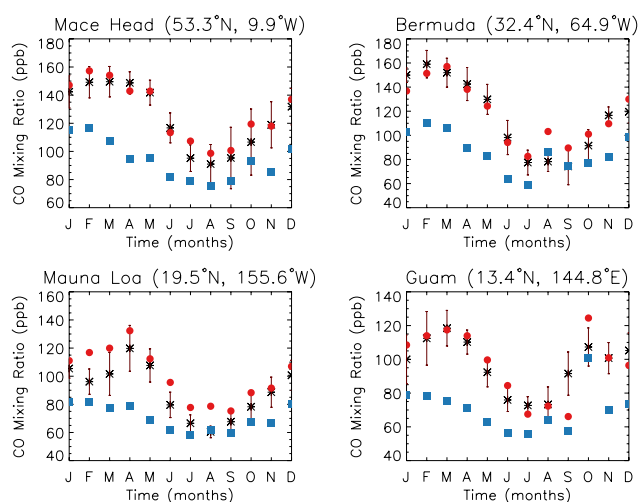 Mace Head (53.3°N, 9.9°W)
CO Mixing Ratio (ppb)
180
160
140
120
100
80
60
J F M A M J J A S O N D
Time (months)
Bermuda (32.4°N, 64.9°W)
CO Mixing Ratio (ppb)
180
160
140
120
100
80
60
40
J F M A M J J A S O N D
Time (months)
Mauna Loa (19.5°N, 155.6°W)
CO Mixing Ratio (ppb)
160
140
120
100
80
60
40
J F M A M J J A S O N D
Time (months)
Guam (13.4°N, 144.8°E)
CO Mixing Ratio (ppb)
140
120
100
80
60
40
J F M A M J J A S O N D
Time (months)